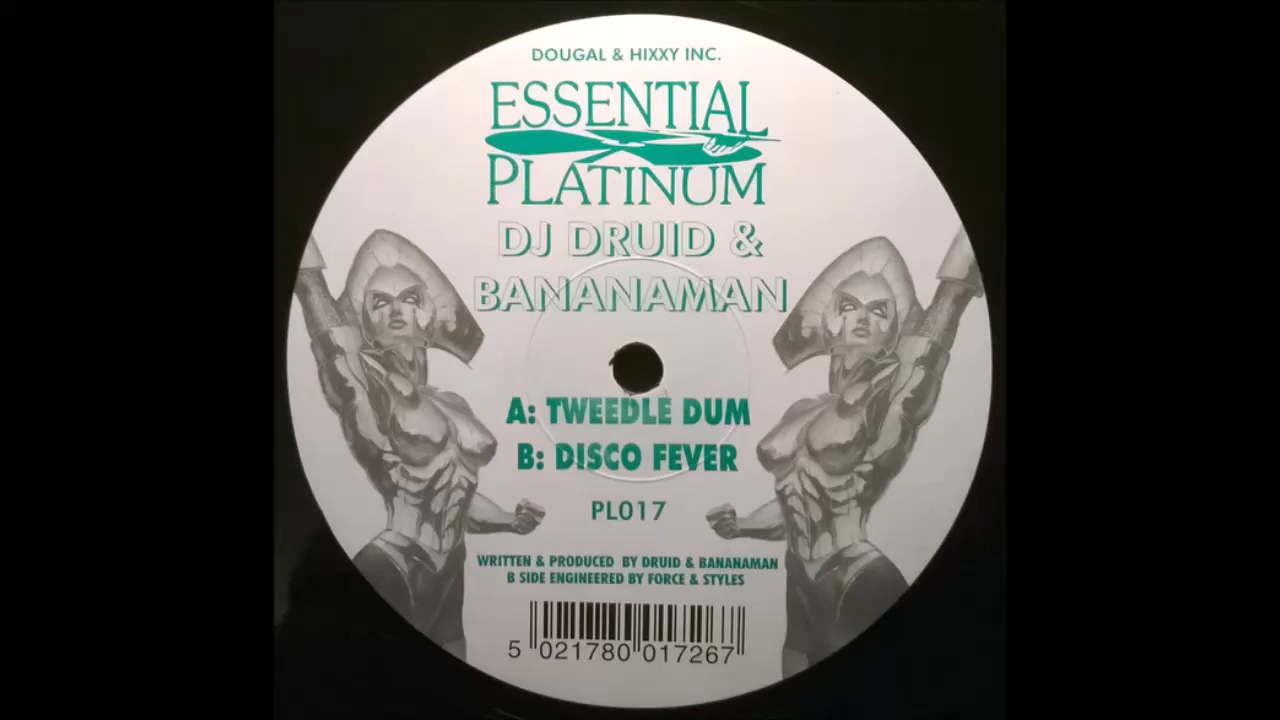 DOUGAL & HIXXY INC.
ESSENTIAL
PLATINUM
DJ DRUID &
BANANAMAN
A: TWEEDLE DUM
B: DISCO FEVER
PL017
WRITTEN & PRODUCED BY DRUID & BANANAMAN
B SIDE ENGINEERED BY FORCE & STYLES
5 021780 017267